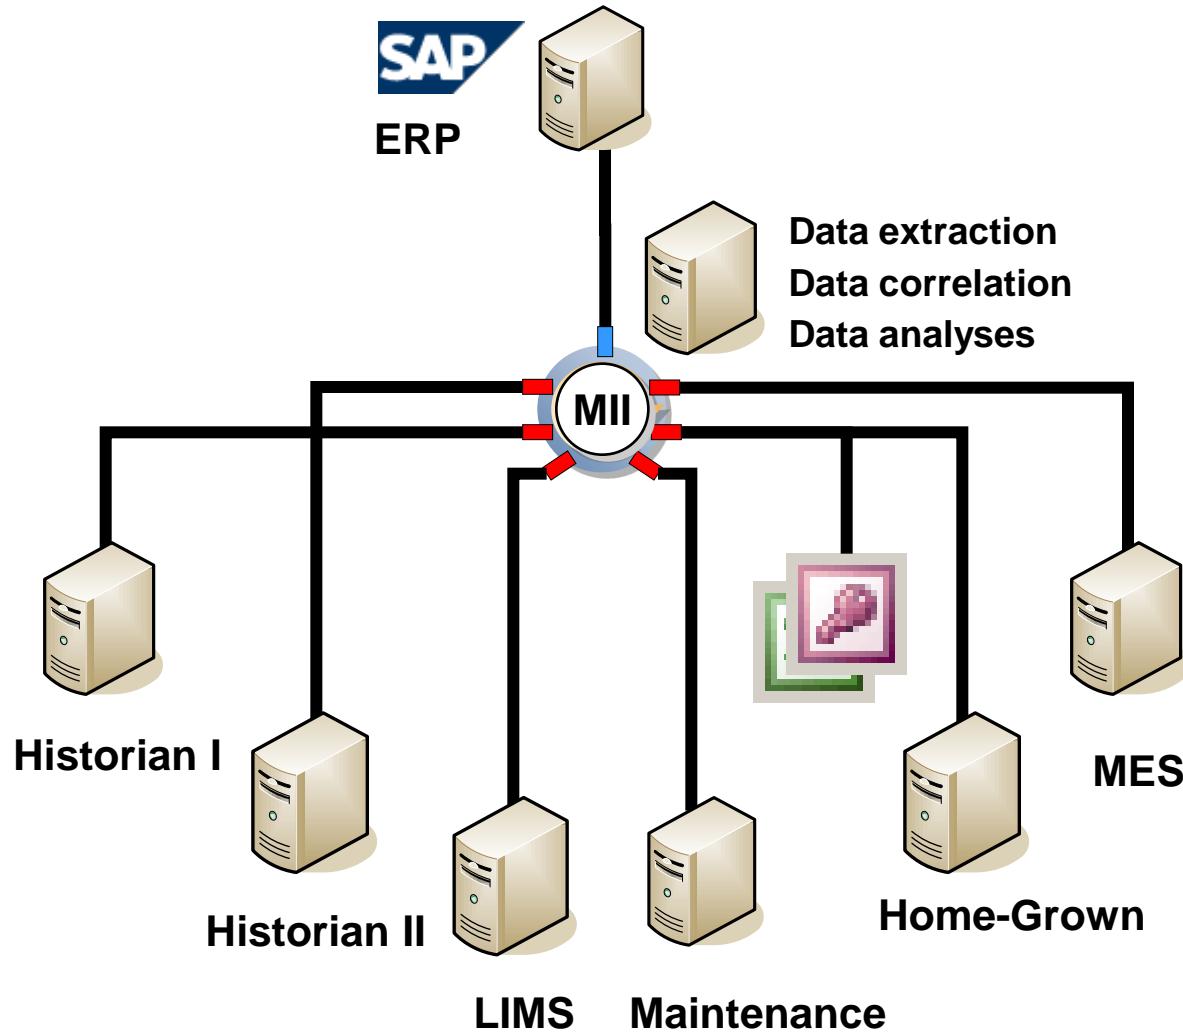 SAP
ERP
Data extraction
Data correlation
Data analyses
MII
Historian I
MES
Historian II
Home-Grown
LIMS
Maintenance